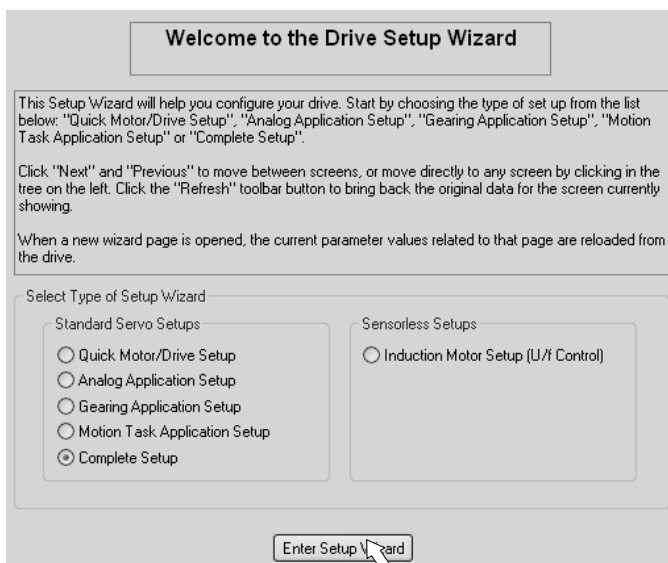 Welcome to the Drive Setup Wizard
This Setup Wizard will help you configure your drive. Start by choosing the type of set up from the list
below: "Quick Motor/Drive Setup", "Analog Application Setup", "Gearing Application Setup", "Motion
Task Application Setup" or "Complete Setup".
Click "Next" and "Previous" to move between screens, or move directly to any screen by clicking in the
tree on the left. Click the "Refresh" toolbar button to bring back the original data for the screen currently
showing.
When a new wizard page is opened, the current parameter values related to that page are reloaded from
the drive.
Select Type of Setup Wizard
Standard Servo Setups
Quick Motor/Drive Setup
Analog Application Setup
Gearing Application Setup
Motion Task Application Setup
Complete Setup
Sensorless Setups
Induction Motor Setup (U/f Control)
Enter Setup Wizard